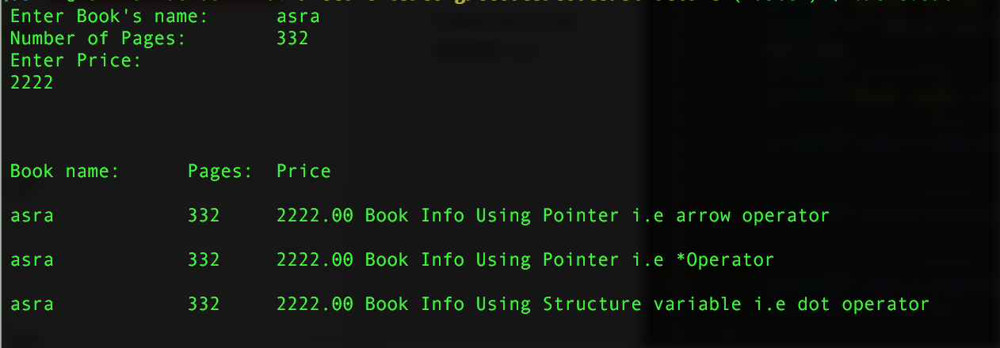 Enter Book's name: asra
Number of Pages: 332
Enter Price:
2222
Book name: Pages: Price
asra 332 2222.00 Book Info Using Pointer i.e arrow operator
asra 332 2222.00 Book Info Using Pointer i.e *Operator
asra 332 2222.00 Book Info Using Structure variable i.e dot operator